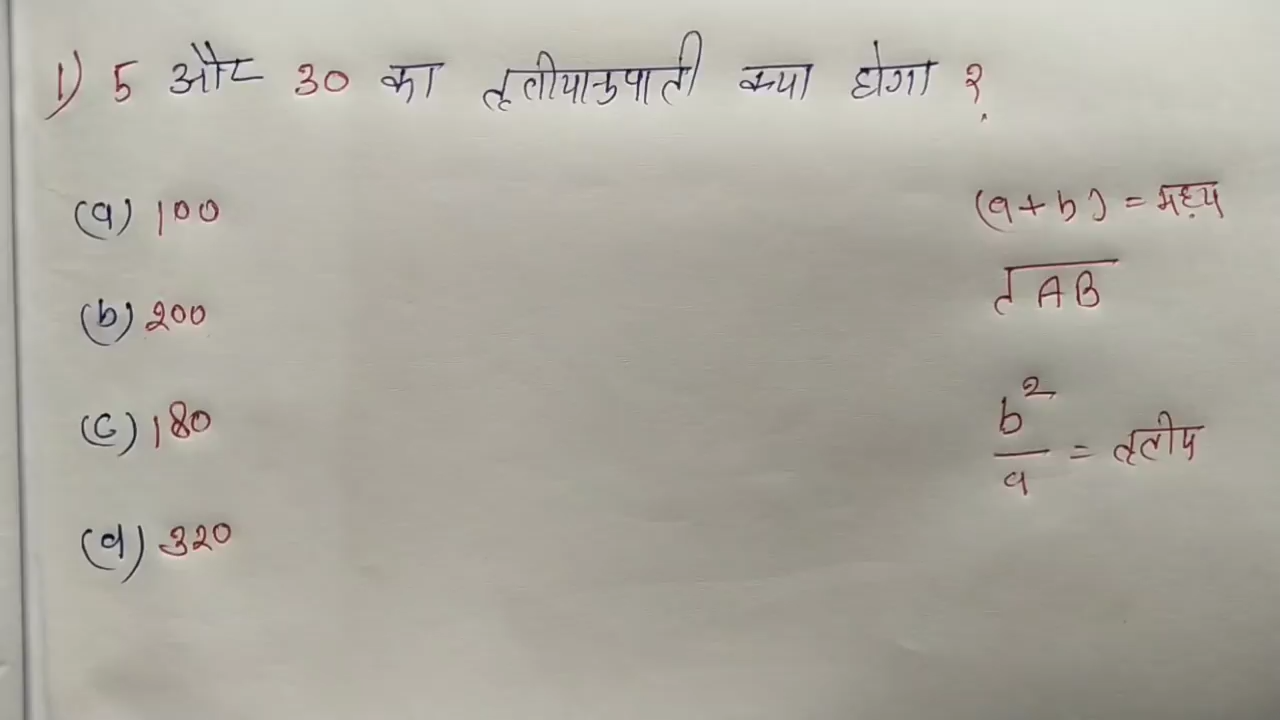 1) 5 और 30 का तृतीयानुपाती क्या होगा ?
(a) 100
(b) 200
(c) 180
(d) 320
(a+b) = मध्य
√AB
b²/a = तृतीय